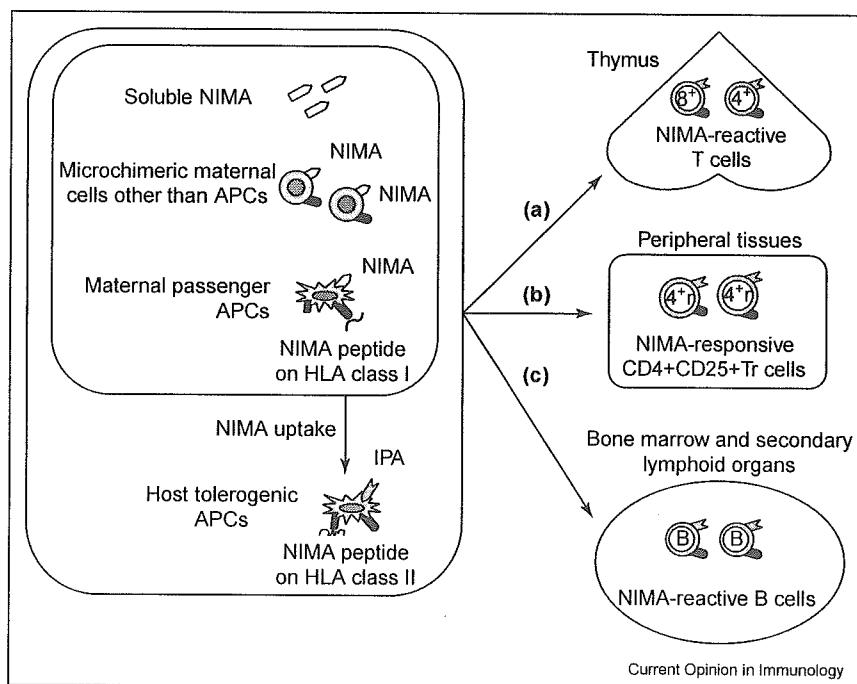 Soluble NIMA
NIMA
Microchimeric maternal
cells other than APCs
NIMA
NIMA
Maternal passenger
APCs
NIMA peptide
on HLA class I
NIMA uptake
IPA
Host tolerogenic
APCs
NIMA peptide
on HLA class II
(a)
(b)
(c)
Thymus
8+
4+
NIMA-reactive
T cells
Peripheral tissues
4+r
4+r
NIMA-responsive
CD4+CD25+Tr cells
Bone marrow and secondary
lymphoid organs
B
B
NIMA-reactive B cells
Current Opinion in Immunology